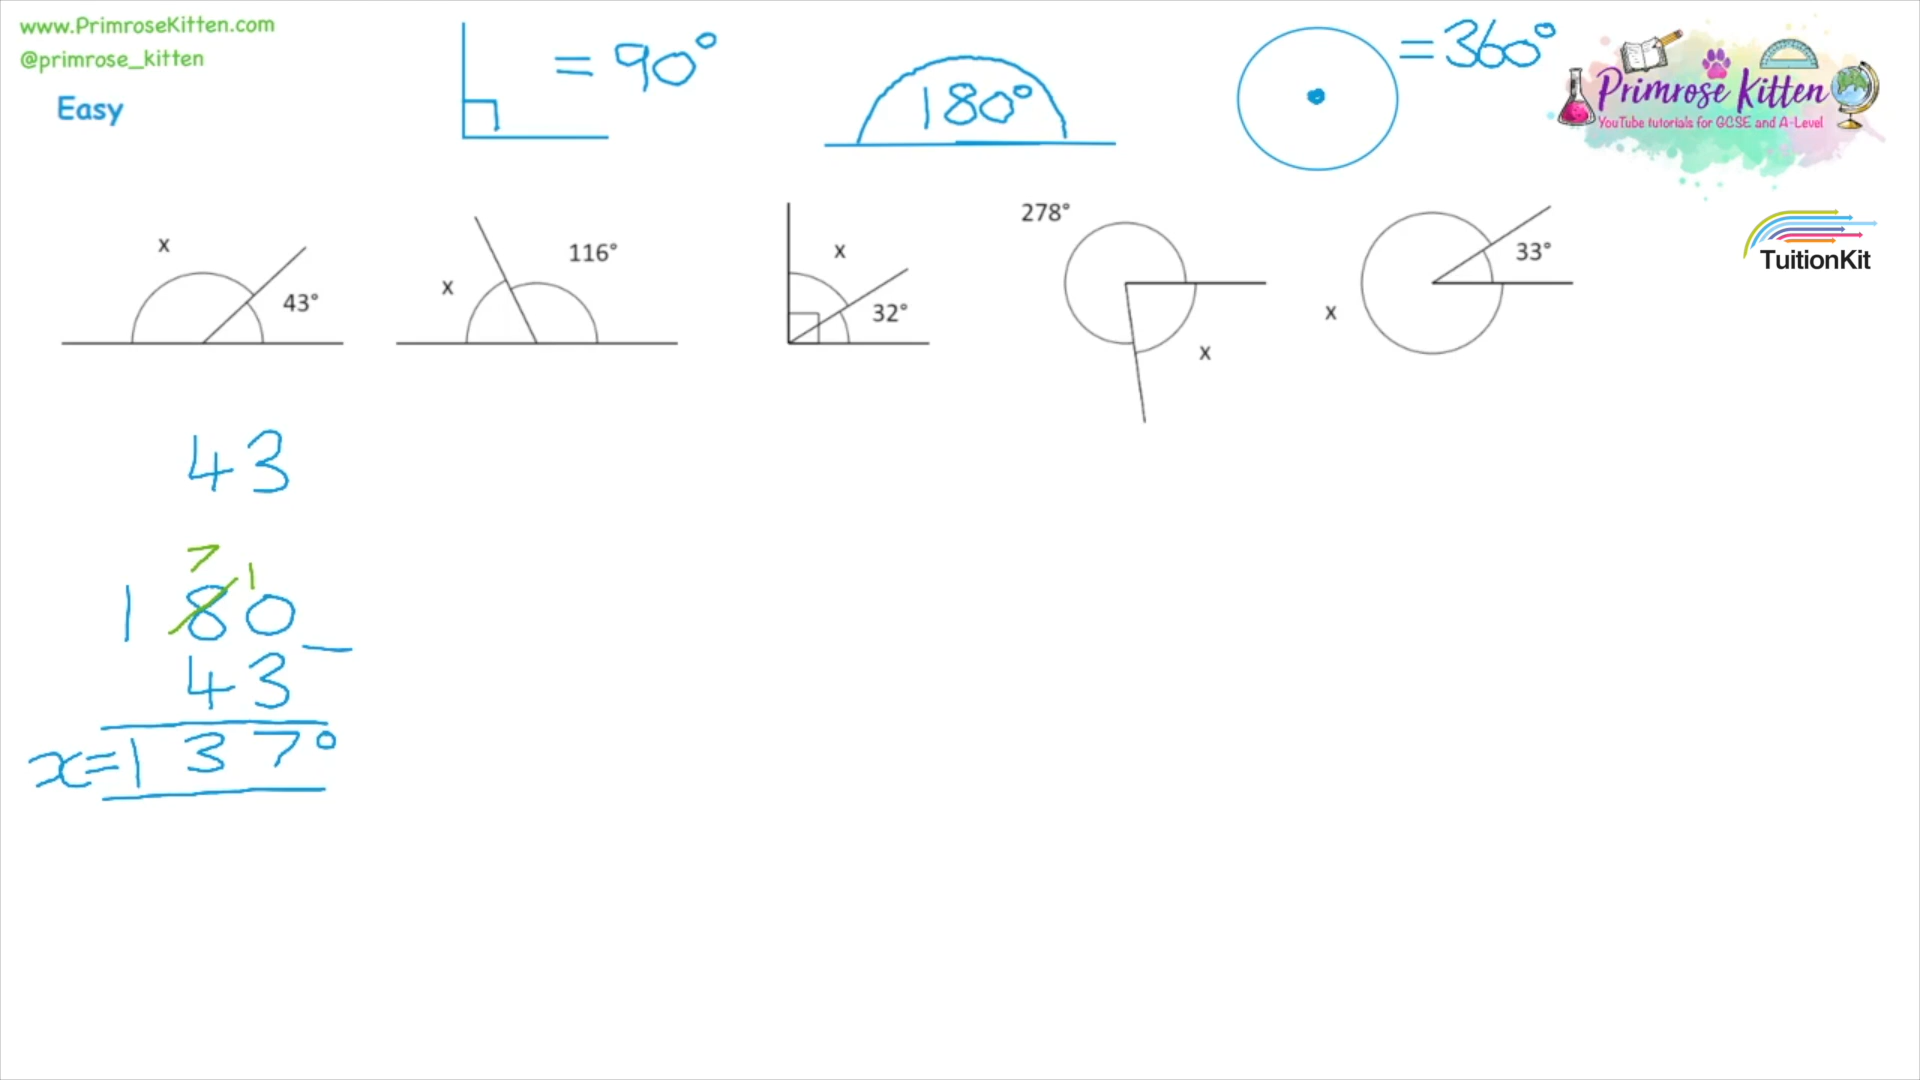 www.PrimroseKitten.com
@primrose_kitten
Easy
= 90°
180°
= 360°
Primrose Kitten
YouTube tutorials for GCSE and A-Level
TuitionKit
x
43°
x
116°
x
32°
278°
x
x
33°
43
7 1
180
- 43
x=137°